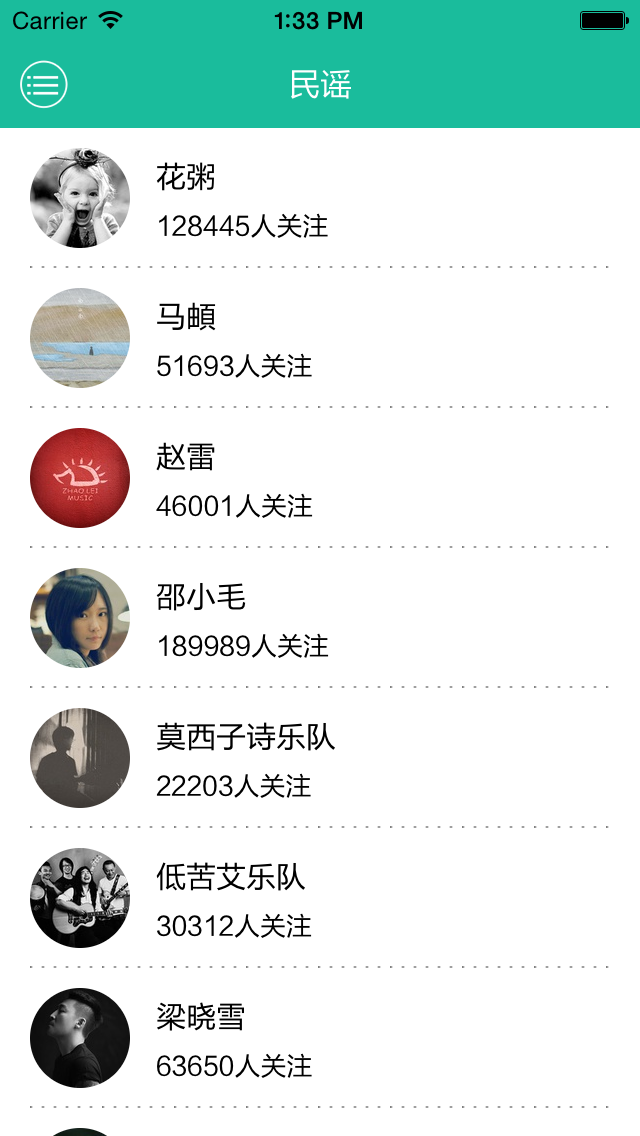 Carrier 1:33 PM
民谣
花粥
128445人关注
马頔
51693人关注
赵雷
46001人关注
ZHAO LEI
MUSIC
邵小毛
189989人关注
莫西子诗乐队
22203人关注
低苦艾乐队
30312人关注
梁晓雪
63650人关注